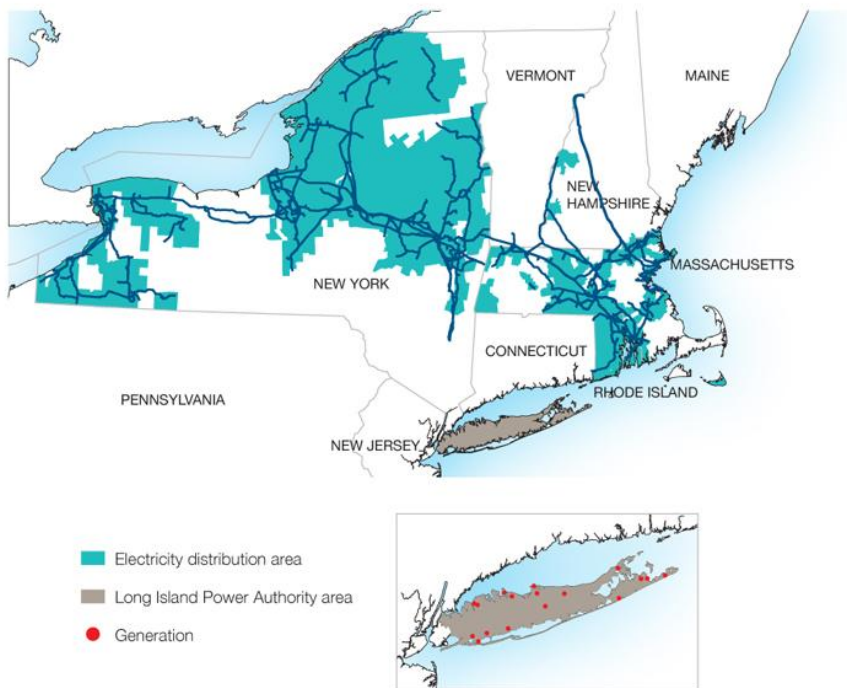 VERMONT
MAINE
NEW
HAMPSHIRE
MASSACHUSETTS
NEW YORK
CONNECTICUT
RHODE ISLAND
PENNSYLVANIA
NEW JERSEY
Electricity distribution area
Long Island Power Authority area
Generation